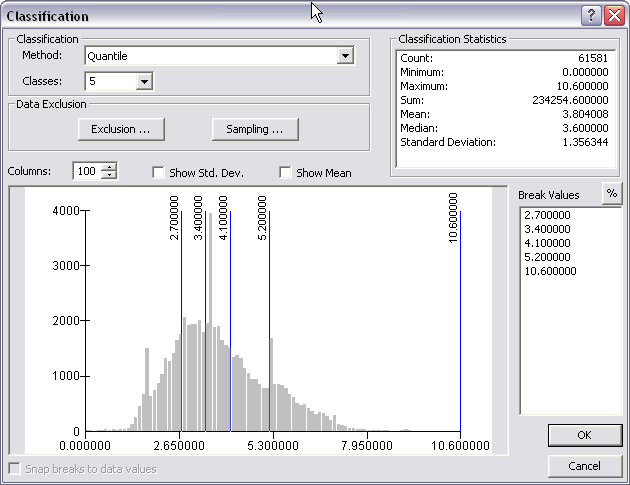 Classification
Classification
Method: Quantile
Classes: 5
Data Exclusion
Exclusion ...
Sampling ...
Classification Statistics
Count: 61581
Minimum: 0.000000
Maximum: 10.600000
Sum: 234254.600000
Mean: 3.804008
Median: 3.600000
Standard Deviation: 1.356344
Columns: 100
Show Std. Dev.
Show Mean
4000
3000
2000
1000
0
2.700000
3.400000
4.100000
5.200000
10.600000
0.000000 2.650000 5.300000 7.950000 10.600000
Break Values %
2.700000
3.400000
4.100000
5.200000
10.600000
OK
Snap breaks to data values
Cancel